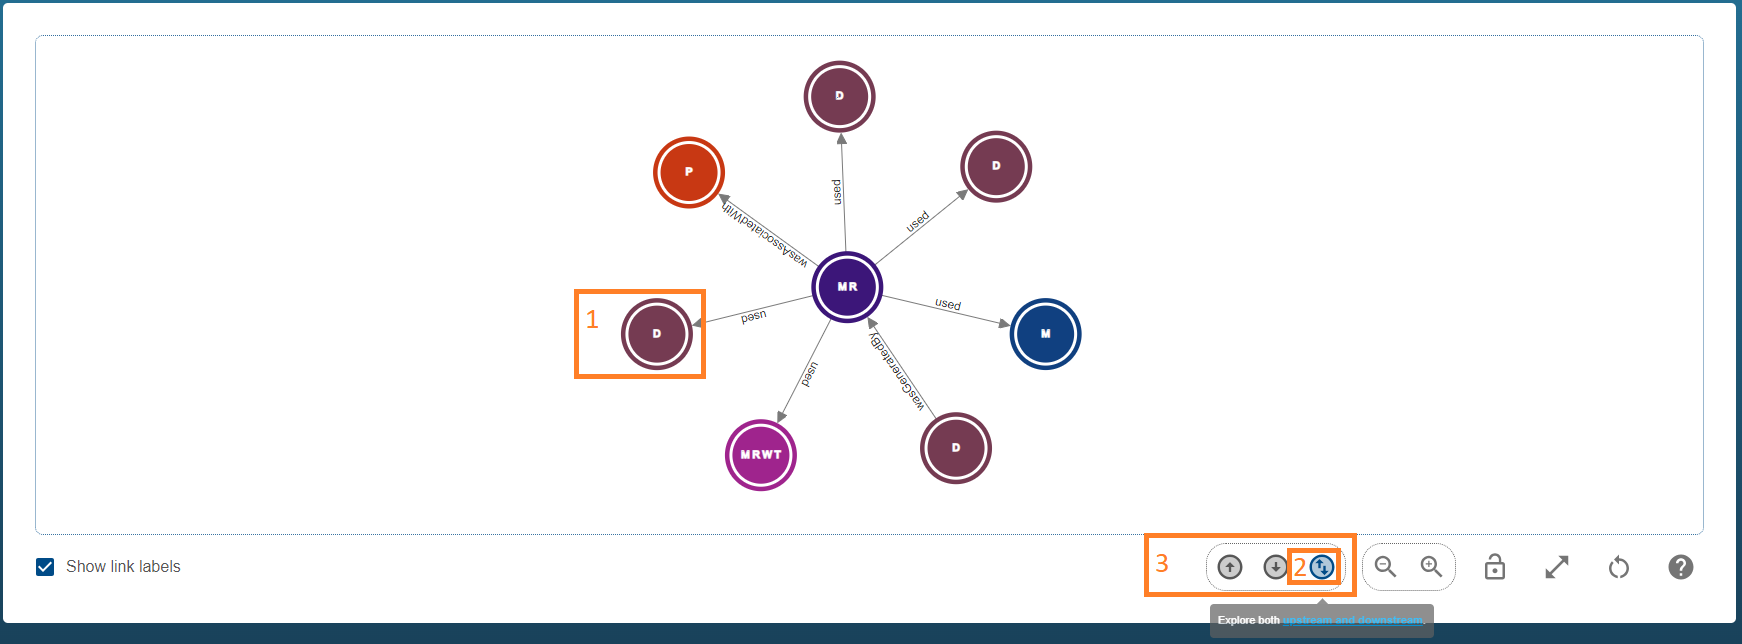 D
D
P
used
used
wasAssociatedWith
MR
used
1
D
used
M
used
wasGeneratedBy
MRWT
D
Show link labels
3
2
Explore both upstream and downstream.